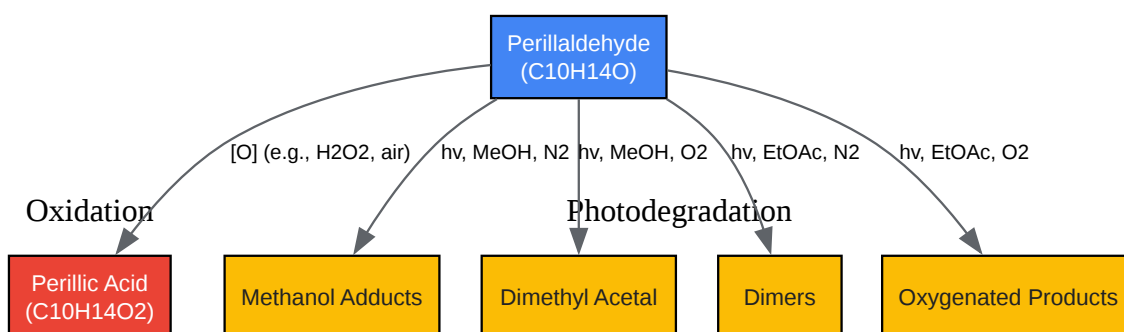 Perillaldehyde
(C10H14O)
[O] (e.g., H2O2, air)
hv, MeOH, N2
hv, MeOH, O2
hv, EtOAc, N2
hv, EtOAc, O2
Oxidation
Photodegradation
Perillic Acid
(C10H14O2)
Methanol Adducts
Dimethyl Acetal
Dimers
Oxygenated Products